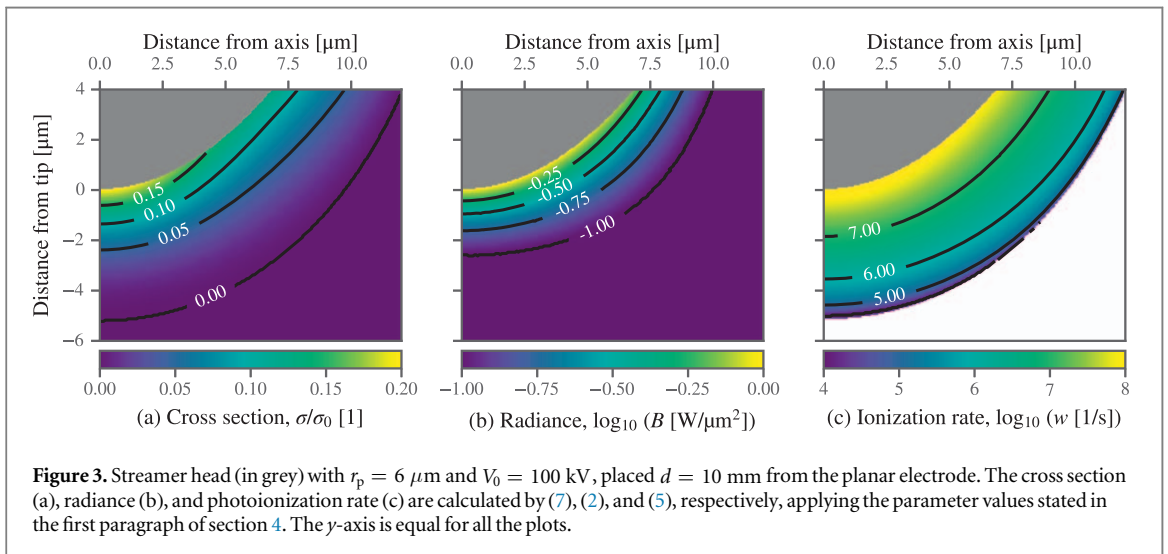 Distance from axis [μm]
0.0 2.5 5.0 7.5 10.0
Distance from axis [μm]
0.0 2.5 5.0 7.5 10.0
Distance from axis [μm]
0.0 2.5 5.0 7.5 10.0
Distance from tip [μm]
4
2
0
−2
−4
−6
0.15
0.10
0.05
0.00
-0.25
-0.50
-0.75
-1.00
7.00
6.00
5.00
0.00 0.05 0.10 0.15 0.20
−1.00 −0.75 −0.50 −0.25 0.00
4 5 6 7 8
(a) Cross section, σ/σ₀ [1]
(b) Radiance, log₁₀ (B [W/μm²])
(c) Ionization rate, log₁₀ (w [1/s])
Figure 3. Streamer head (in grey) with rₚ = 6 μm and V₀ = 100 kV, placed d = 10 mm from the planar electrode. The cross section
(a), radiance (b), and photoionization rate (c) are calculated by (7), (2), and (5), respectively, applying the parameter values stated in
the first paragraph of section 4. The y-axis is equal for all the plots.